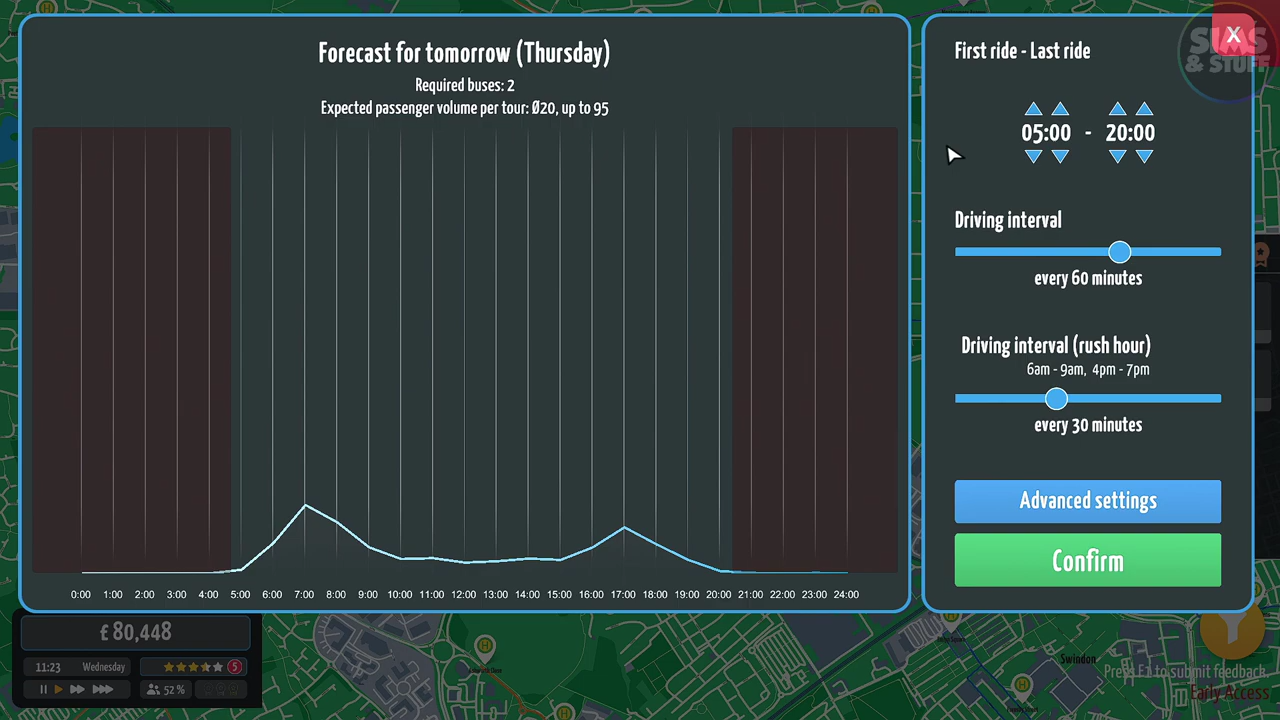 Forecast for tomorrow (Thursday)
Required buses: 2
Expected passenger volume per tour: Ø20, up to 95
0:00 1:00 2:00 3:00 4:00 5:00 6:00 7:00 8:00 9:00 10:00 11:00 12:00 13:00 14:00 15:00 16:00 17:00 18:00 19:00 20:00 21:00 22:00 23:00 24:00
X
SIMS
& STUFF
First ride - Last ride
05:00 - 20:00
Driving interval
every 60 minutes
Driving interval (rush hour)
6am - 9am, 4pm - 7pm
every 30 minutes
Advanced settings
Confirm
£ 80,448
11:23 Wednesday 5
52 %
Swindon
Press F1 to submit feedback.
Early Access